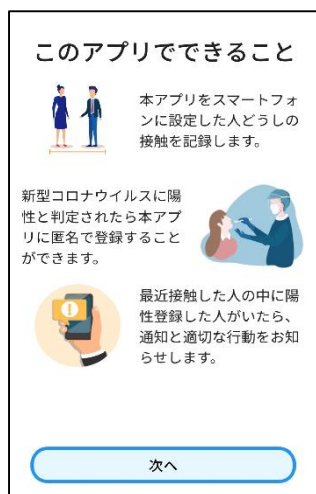 このアプリでできること
本アプリをスマートフォ
ンに設定した人どうしの
接触を記録します。
新型コロナウイルスに陽
性と判定されたら本アプ
リに匿名で登録すること
ができます。
最近接触した人の中に陽
性登録した人がいたら、
通知と適切な行動をお知
らせします。
次へ